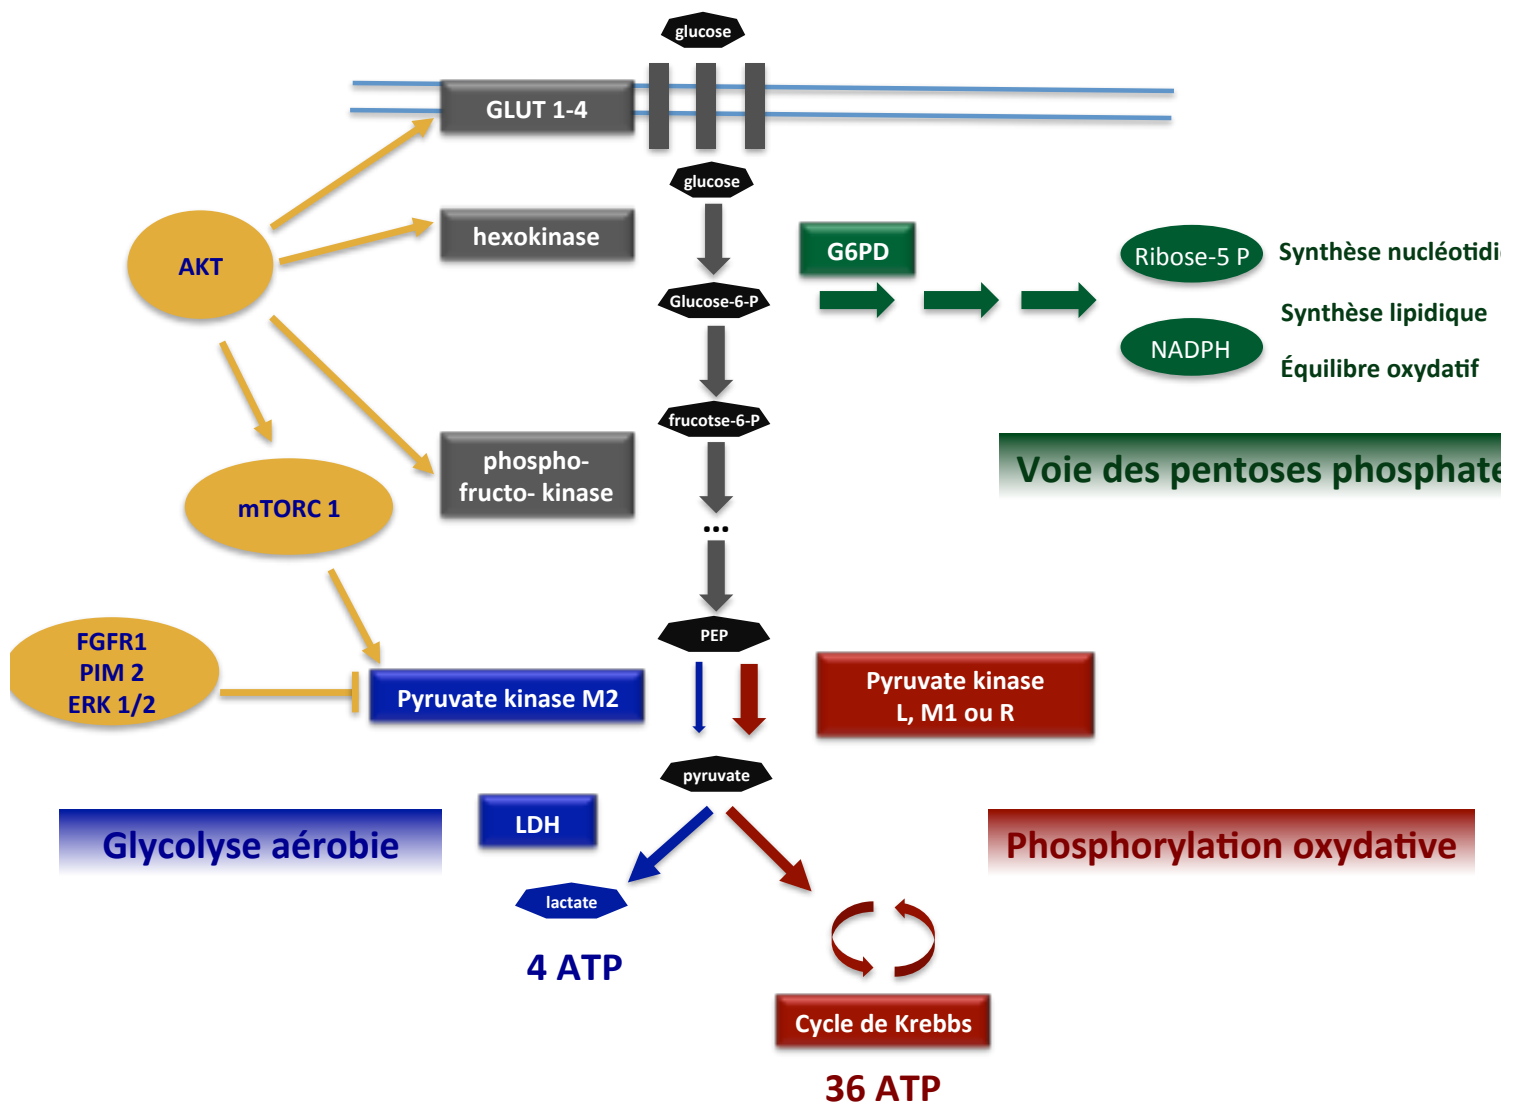 glucose
GLUT 1-4
glucose
hexokinase
G6PD
AKT
Ribose-5 P
Synthèse nucléotidi
Glucose-6-P
Synthèse lipidique
NADPH
Équilibre oxydatif
frucotse-6-P
phospho-
fructo- kinase
Voie des pentoses phosphate
mTORC 1
...
PEP
FGFR1
PIM 2
ERK 1/2
Pyruvate kinase M2
Pyruvate kinase
L, M1 ou R
pyruvate
LDH
Glycolyse aérobie
Phosphorylation oxydative
lactate
4 ATP
Cycle de Krebbs
36 ATP